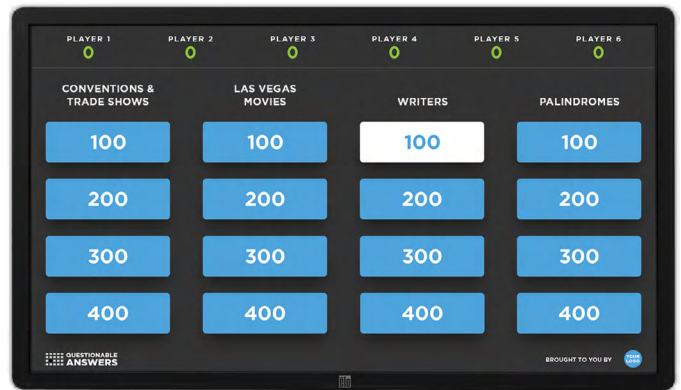 PLAYER 1 PLAYER 2 PLAYER 3 PLAYER 4 PLAYER 5 PLAYER 6
0 0 0 0 0 0
CONVENTIONS &
TRADE SHOWS
LAS VEGAS
MOVIES
WRITERS
PALINDROMES
100 100 100 100
200 200 200 200
300 300 300 300
400 400 400 400
QUESTIONABLE
ANSWERS
BROUGHT TO YOU BY
YOUR
LOGO